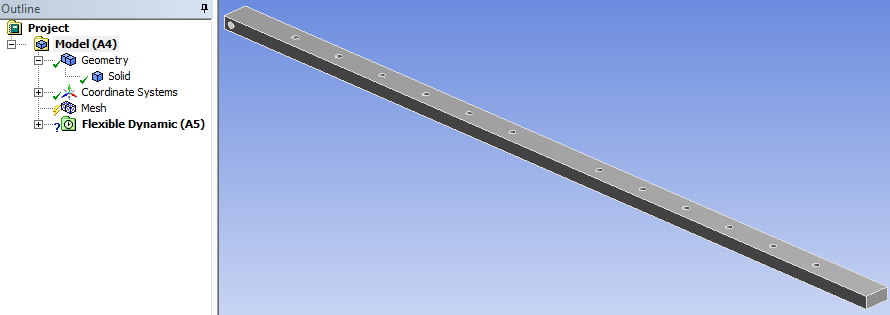 Outline
Project
Model (A4)
Geometry
Solid
Coordinate Systems
Mesh
Flexible Dynamic (A5)